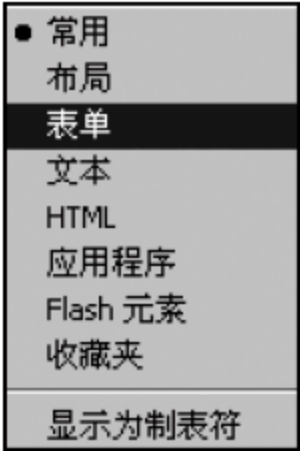 常用
布局
表单
文本
HTML
应用程序
Flash 元素
收藏夹
显示为制表符